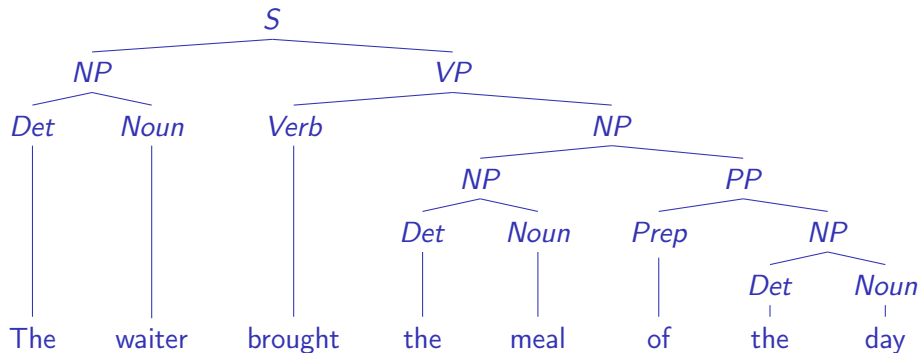 S
NP VP
Det Noun Verb NP
NP PP
Det Noun Prep NP
Det Noun
The waiter brought the meal of the day